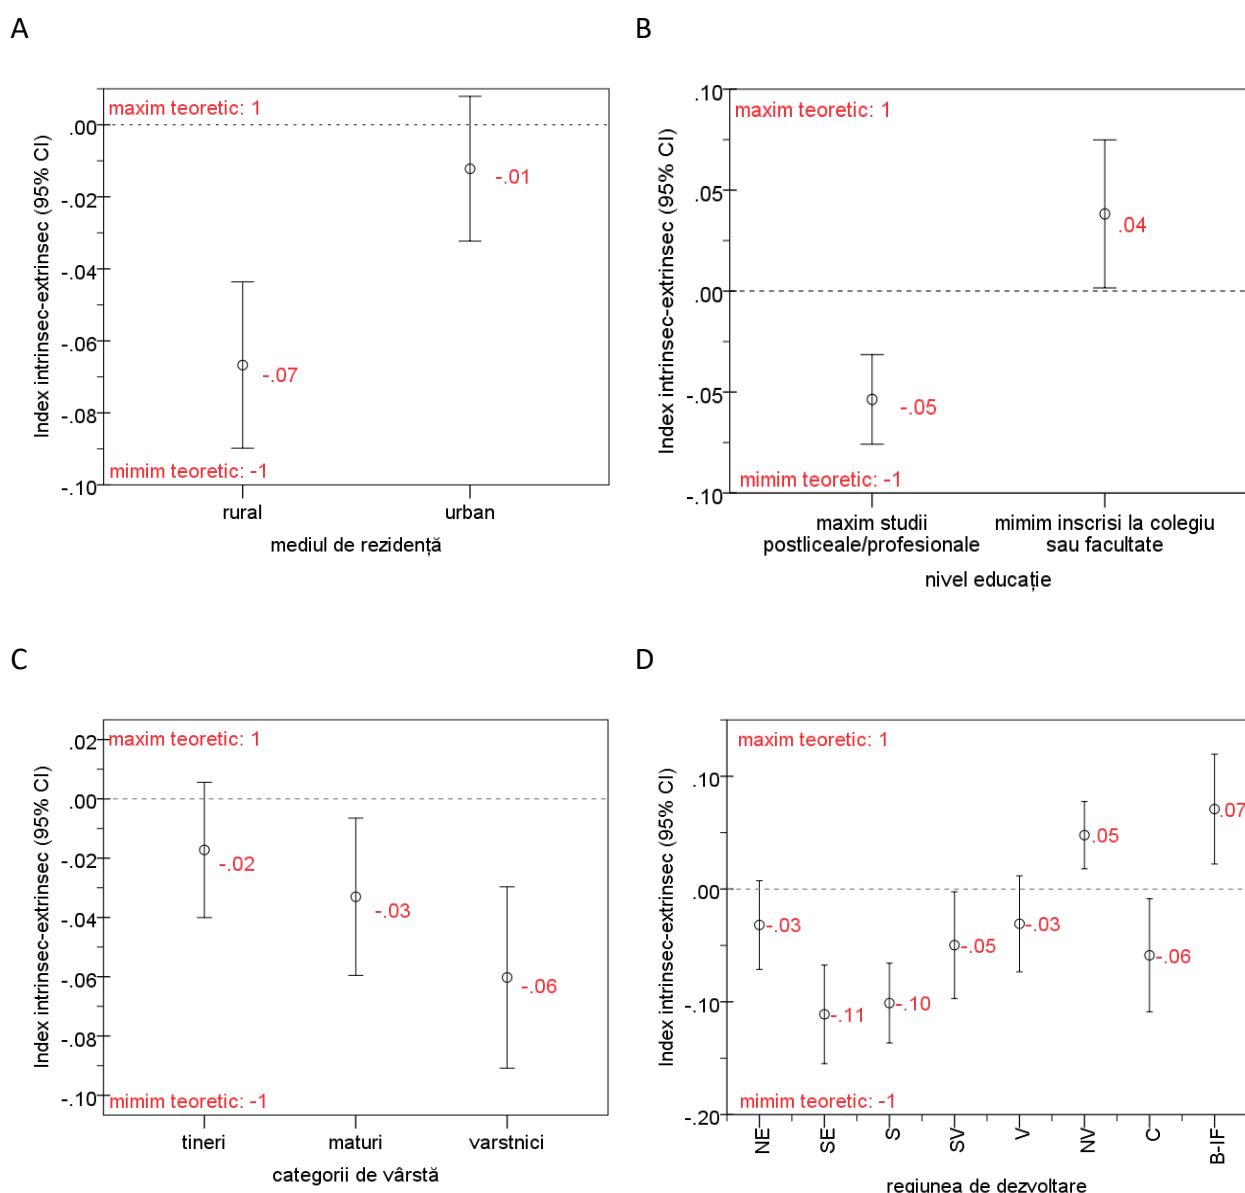 A
maxim teoretic: 1
.00
-.02
-.04
-.06
-.08
-.10
Index intrinsec-extrinsec (95% CI)
-.07
-.01
mimim teoretic: -1
rural
urban
mediul de rezidență
B
maxim teoretic: 1
.10
.05
.00
-.05
-.10
Index intrinsec-extrinsec (95% CI)
.04
-.05
mimim teoretic: -1
maxim studii
postliceale/profesionale
mimim inscrisi la colegiu
sau facultate
nivel educație
C
maxim teoretic: 1
.02
.00
-.02
-.04
-.06
-.08
-.10
Index intrinsec-extrinsec (95% CI)
-.02
-.03
-.06
mimim teoretic: -1
tineri
maturi
varstnici
categorii de vârstă
D
maxim teoretic: 1
.10
.00
-.10
-.20
Index intrinsec-extrinsec (95% CI)
-.03
-.11
-.10
-.05
-.03
.05
-.06
.07
mimim teoretic: -1
NE
SE
S
SV
V
NV
C
B-IF
regiunea de dezvoltare